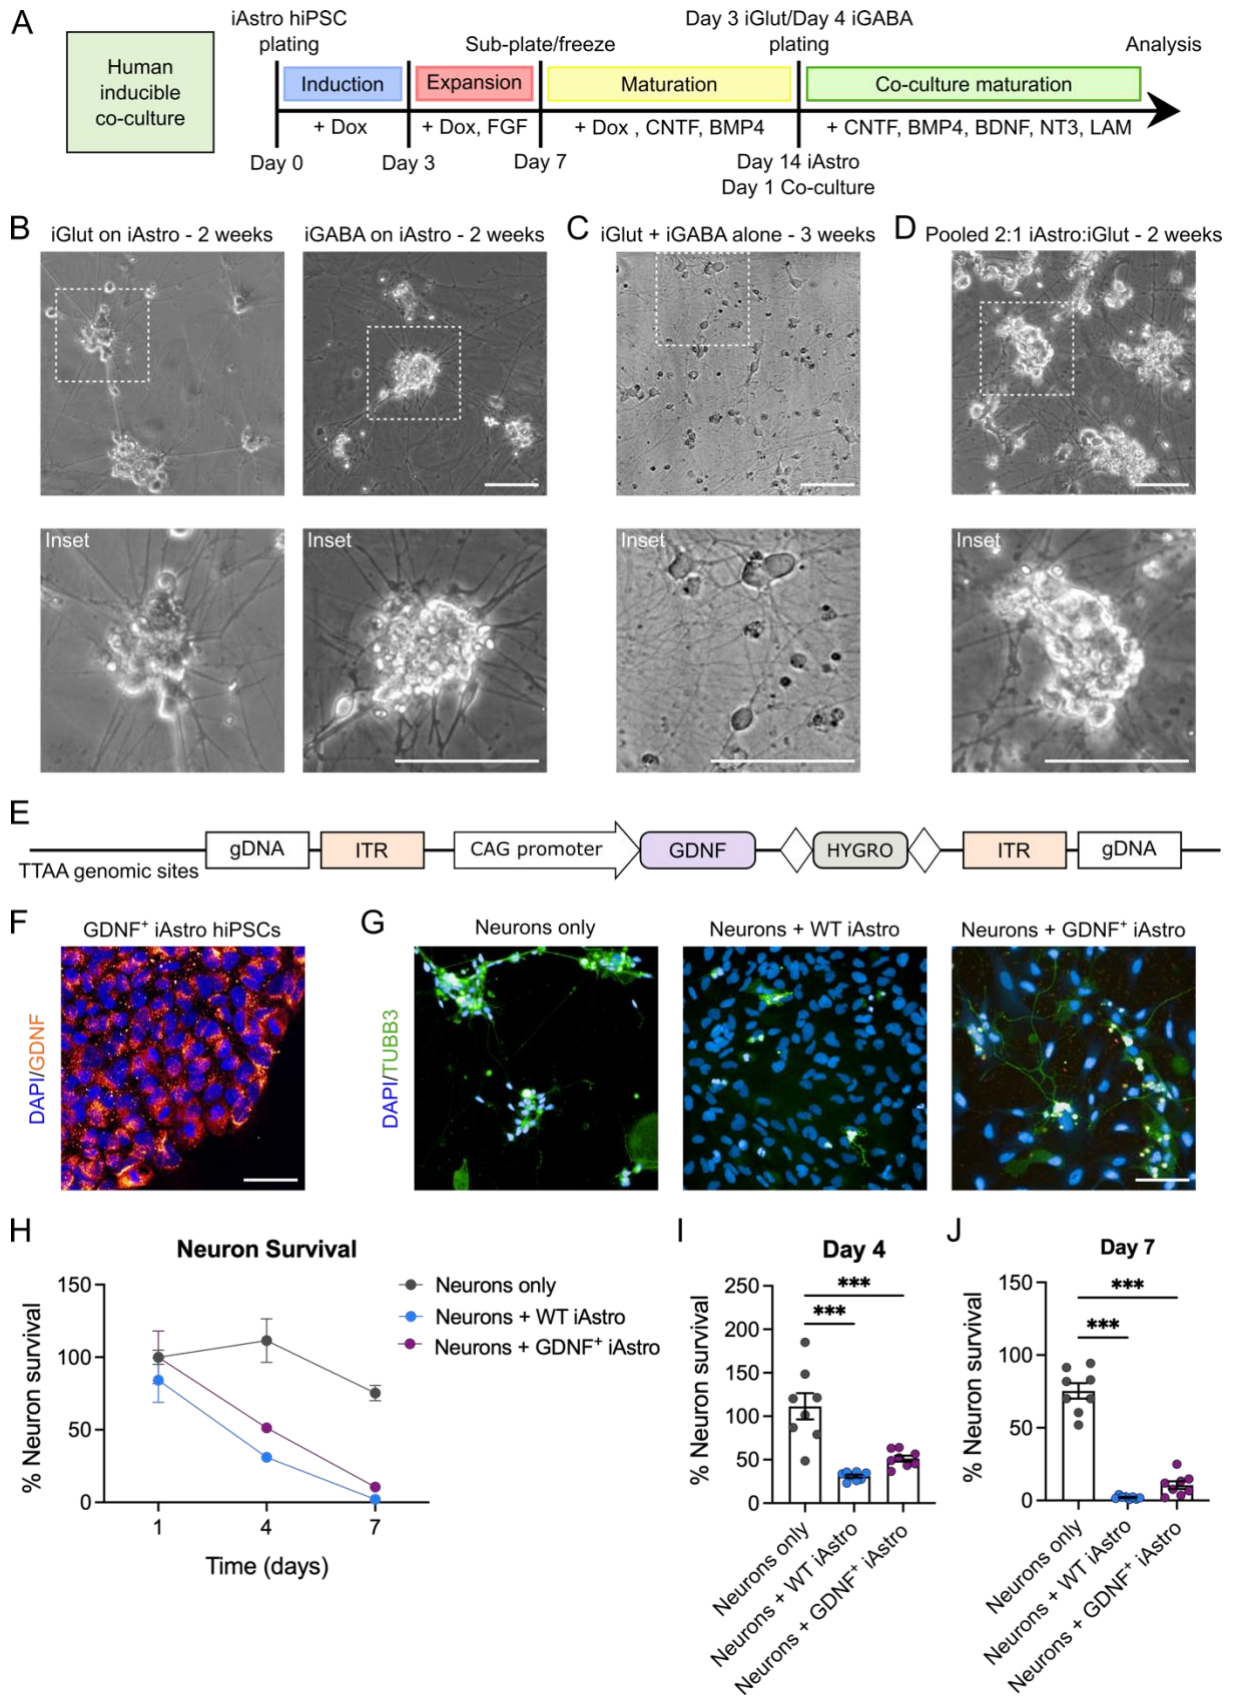 A
Human
inducible
co-culture
iAstro hiPSC
plating
Sub-plate/freeze
Day 3 iGlut/Day 4 iGABA
plating
Analysis
Induction
Expansion
Maturation
Co-culture maturation
+ Dox
+ Dox, FGF
+ Dox , CNTF, BMP4
+ CNTF, BMP4, BDNF, NT3, LAM
Day 0
Day 3
Day 7
Day 14 iAstro
Day 1 Co-culture
B
iGlut on iAstro - 2 weeks
iGABA on iAstro - 2 weeks
C
iGlut + iGABA alone - 3 weeks
D
Pooled 2:1 iAstro:iGlut - 2 weeks
Inset
Inset
Inset
Inset
E
TTAA genomic sites
gDNA
ITR
CAG promoter
GDNF
HYGRO
ITR
gDNA
F
GDNF⁺ iAstro hiPSCs
DAPI/GDNF
G
Neurons only
Neurons + WT iAstro
Neurons + GDNF⁺ iAstro
DAPI/TUBB3
H
Neuron Survival
% Neuron survival
150
100
50
0
1
4
7
Time (days)
Neurons only
Neurons + WT iAstro
Neurons + GDNF⁺ iAstro
I
Day 4
% Neuron survival
250
200
150
100
50
0
***
***
Neurons only
Neurons + WT iAstro
Neurons + GDNF⁺ iAstro
J
Day 7
% Neuron survival
150
100
50
0
***
***
Neurons only
Neurons + WT iAstro
Neurons + GDNF⁺ iAstro